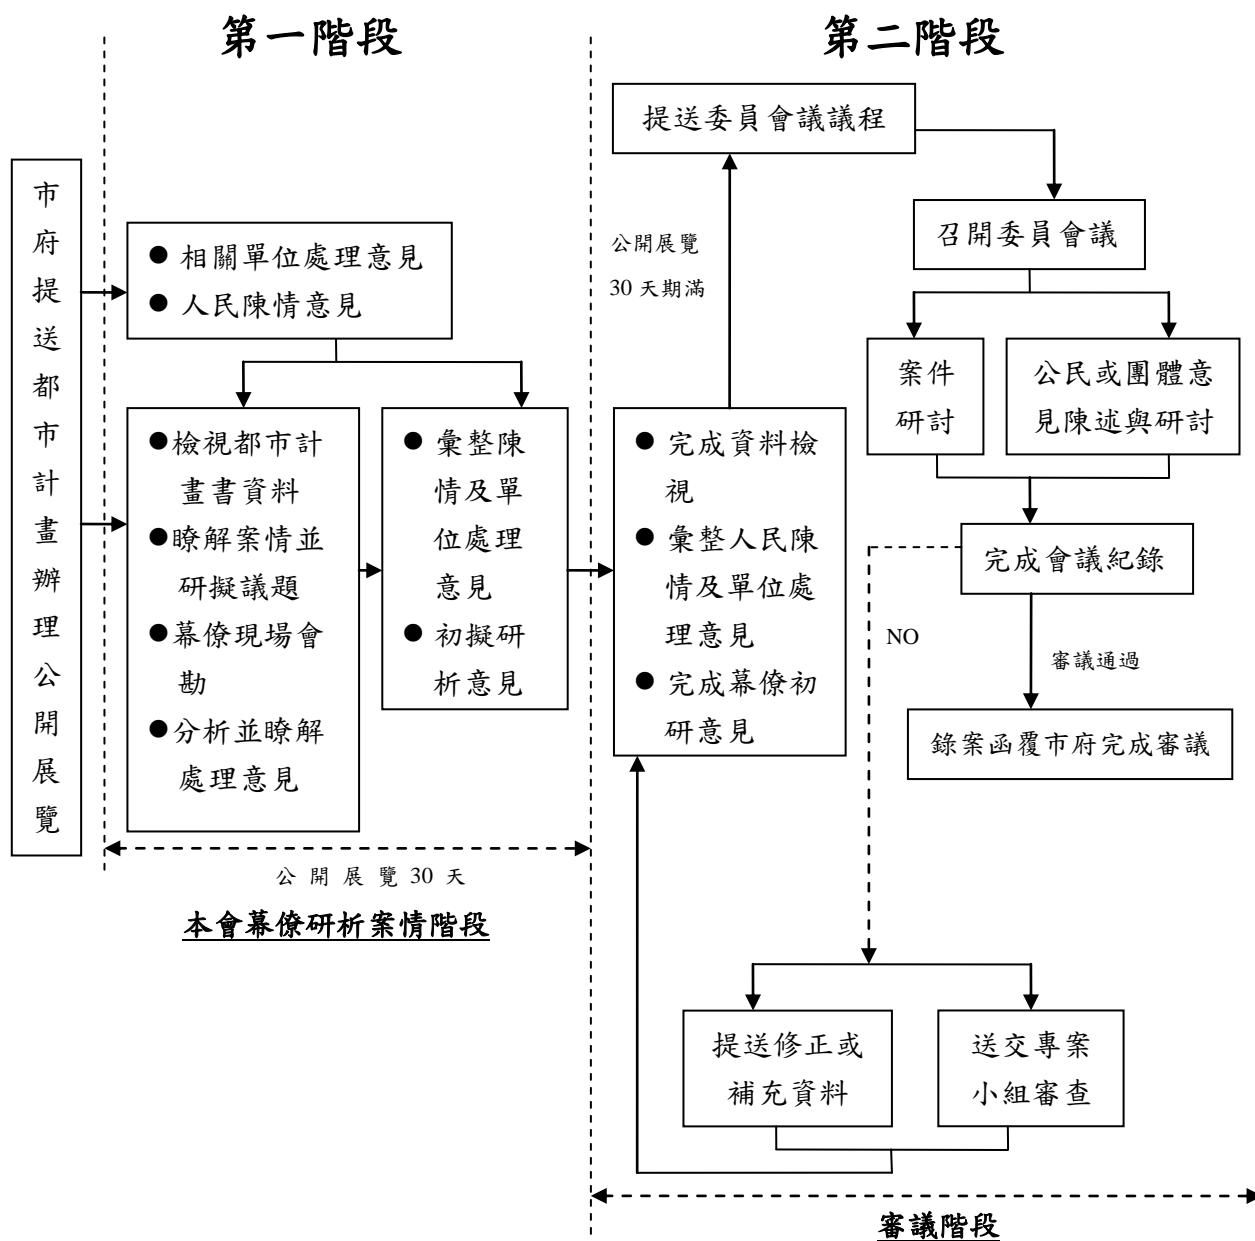 第一階段
第二階段
市府提送都市計畫辦理公開展覽
● 相關單位處理意見
● 人民陳情意見
●檢視都市計
畫書資料
●瞭解案情並
研擬議題
●幕僚現場會
勘
●分析並瞭解
處理意見
● 彙整陳
情及單
位處理
意見
● 初擬研
析意見
公開展覽30天
本會幕僚研析案情階段
提送委員會議議程
公開展覽
30天期滿
● 完成資料檢
視
● 彙整人民陳
情及單位處
理意見
● 完成幕僚初
研意見
召開委員會議
案件
研討
公民或團體意
見陳述與研討
完成會議紀錄
NO
審議通過
錄案函覆市府完成審議
提送修正或
補充資料
送交專案
小組審查
審議階段